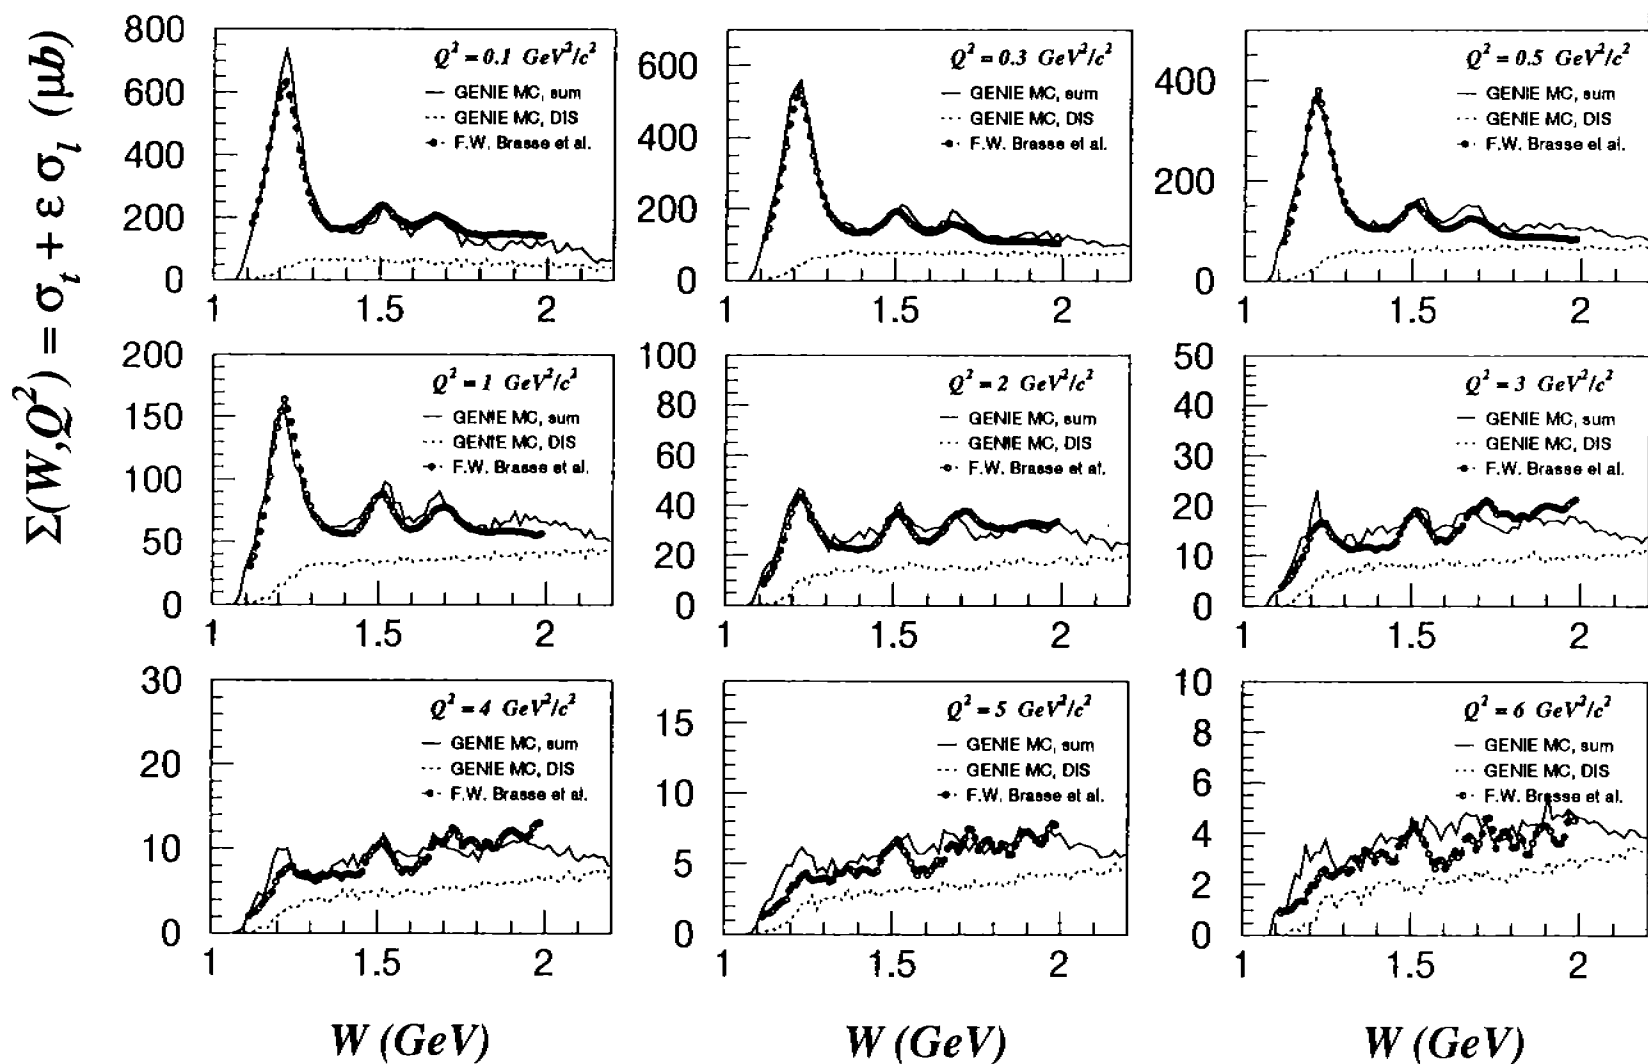 Σ(W,Q²) = σ_t + ε σ_l (μb)
800
600
400
200
0
1
1.5
2
Q² = 0.1 GeV²/c²
GENIE MC, sum
GENIE MC, DIS
F.W. Brasse et al.
600
400
200
0
1
1.5
2
Q² = 0.3 GeV²/c²
GENIE MC, sum
GENIE MC, DIS
F.W. Brasse et al.
400
200
0
1
1.5
2
Q² = 0.5 GeV²/c²
GENIE MC, sum
GENIE MC, DIS
F.W. Brasse et al.
200
150
100
50
0
1
1.5
2
Q² = 1 GeV²/c²
GENIE MC, sum
GENIE MC, DIS
F.W. Brasse et al.
100
80
60
40
20
0
1
1.5
2
Q² = 2 GeV²/c²
GENIE MC, sum
GENIE MC, DIS
F.W. Brasse et al.
50
40
30
20
10
0
1
1.5
2
Q² = 3 GeV²/c²
GENIE MC, sum
GENIE MC, DIS
F.W. Brasse et al.
30
20
10
0
1
1.5
2
Q² = 4 GeV²/c²
GENIE MC, sum
GENIE MC, DIS
F.W. Brasse et al.
15
10
5
0
1
1.5
2
Q² = 5 GeV²/c²
GENIE MC, sum
GENIE MC, DIS
F.W. Brasse et al.
10
8
6
4
2
0
1
1.5
2
Q² = 6 GeV²/c²
GENIE MC, sum
GENIE MC, DIS
F.W. Brasse et al.
W (GeV)
W (GeV)
W (GeV)